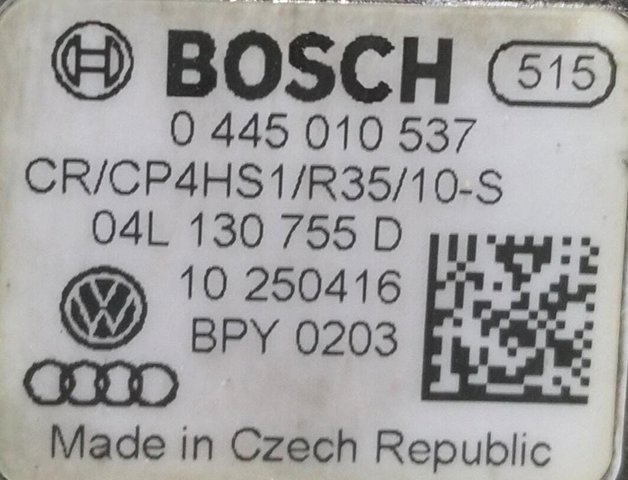 BOSCH 515
0 445 010 537
CR/CP4HS1/R35/10-S
04L 130 755 D
10 250416
BPY 0203
Made in Czech Republic